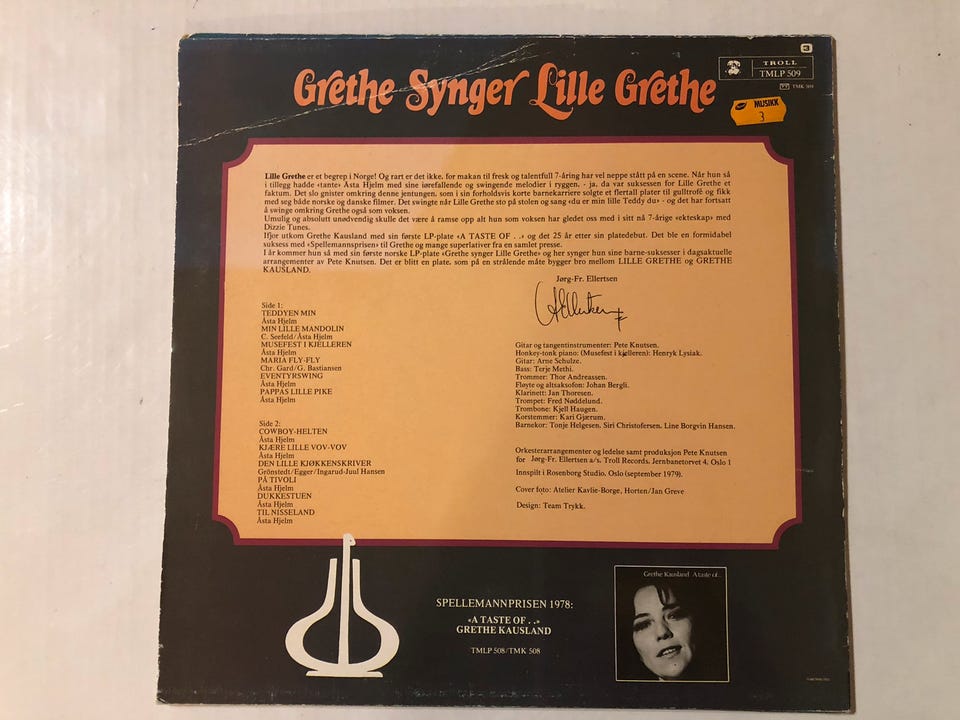 3
Grethe Synger Lille Grethe
TROLL
TMLP 509
TMK 509
MUSIKK
3
Lille Grethe er et begrep i Norge! Og rart er det ikke, for makan til fresk og talentfull 7-åring har vel neppe stått på en scene. Når hun så
i tillegg hadde «tante» Åsta Hjelm med sine iørefallende og swingende melodier i ryggen, - ja, da var suksessen for Lille Grethe et
faktum. Det slo gnister omkring denne jentungen, som i sin forholdsvis korte barnekarriere solgte et flertall plater til gulltrofé og fikk
med seg både norske og danske filmer. Det swingte når Lille Grethe sto på stolen og sang «du er min lille Teddy du» - og det har fortsatt
å swinge omkring Grethe også som voksen.
Umulig og absolutt unødvendig skulle det være å ramse opp alt hun som voksen har gledet oss med i sitt nå 7-årige «ekteskap» med
Dizzie Tunes.
Ifjor utkom Grethe Kausland med sine første LP-plate «A TASTE OF . .» og det 25 år etter sin platedebut. Det ble en formidabel
suksess med «Spellemannsprisen» til Grethe og mange superlativer fra en samlet presse.
I år kommer hun så med sin første norske LP-plate «Grethe synger Lille Grethe» og her synger hun sine barne-suksesser i dagsaktuelle
arrangementer av Pete Knutsen. Det er blitt en plate, som på en strålende måte bygger bro mellom LILLE GRETHE og GRETHE
KAUSLAND.
Jørg-Fr. Ellertsen
Side 1:
TEDDYEN MIN
Åsta Hjelm
MIN LILLE MANDOLIN
C. Seefeld/Åsta Hjelm
MUSEFEST I KJELLEREN
Åsta Hjelm
MARIA FLY-FLY
Chr. Gard/G. Bastiansen
EVENTYRSWING
Åsta Hjelm
PAPPAS LILLE PIKE
Åsta Hjelm
Side 2:
COWBOY-HELTEN
Åsta Hjelm
KJÆRE LILLE VOV-VOV
Åsta Hjelm
DEN LILLE KJØKKENSKRIVER
Grönstedt/Egger/Ingarud-Juul Hansen
PÅ TIVOLI
Åsta Hjelm
DUKKESTUEN
Åsta Hjelm
TIL NISSELAND
Åsta Hjelm
Gitar og tangentinstrumenter: Pete Knutsen.
Honkey-tonk piano: (Musefest i kjelleren): Henryk Lysiak.
Gitar: Arne Schulze.
Bass: Terje Methi.
Trommer: Thor Andreassen.
Fløyte og altsaksofon: Johan Bergli.
Klarinett: Jan Thoresen.
Trompet: Fred Nøddelund.
Trombone: Kjell Haugen.
Korstemmer: Kari Gjærum.
Barnekor: Tonje Helgesen, Siri Christofersen, Line Borgvin Hansen.
Orkesterarrangementer og ledelse samt produksjon Pete Knutsen
for Jørg-Fr. Ellertsen a/s. Troll Records, Jernbanetorvet 4, Oslo 1
Innspilt i Rosenborg Studio, Oslo (september 1979).
Cover foto: Atelier Kavlie-Borge, Horten/Jan Greve
Design: Team Trykk.
SPELLEMANNPRISEN 1978:
«A TASTE OF . .»
GRETHE KAUSLAND
TMLP 508/TMK 508
Grethe Kausland A taste of...